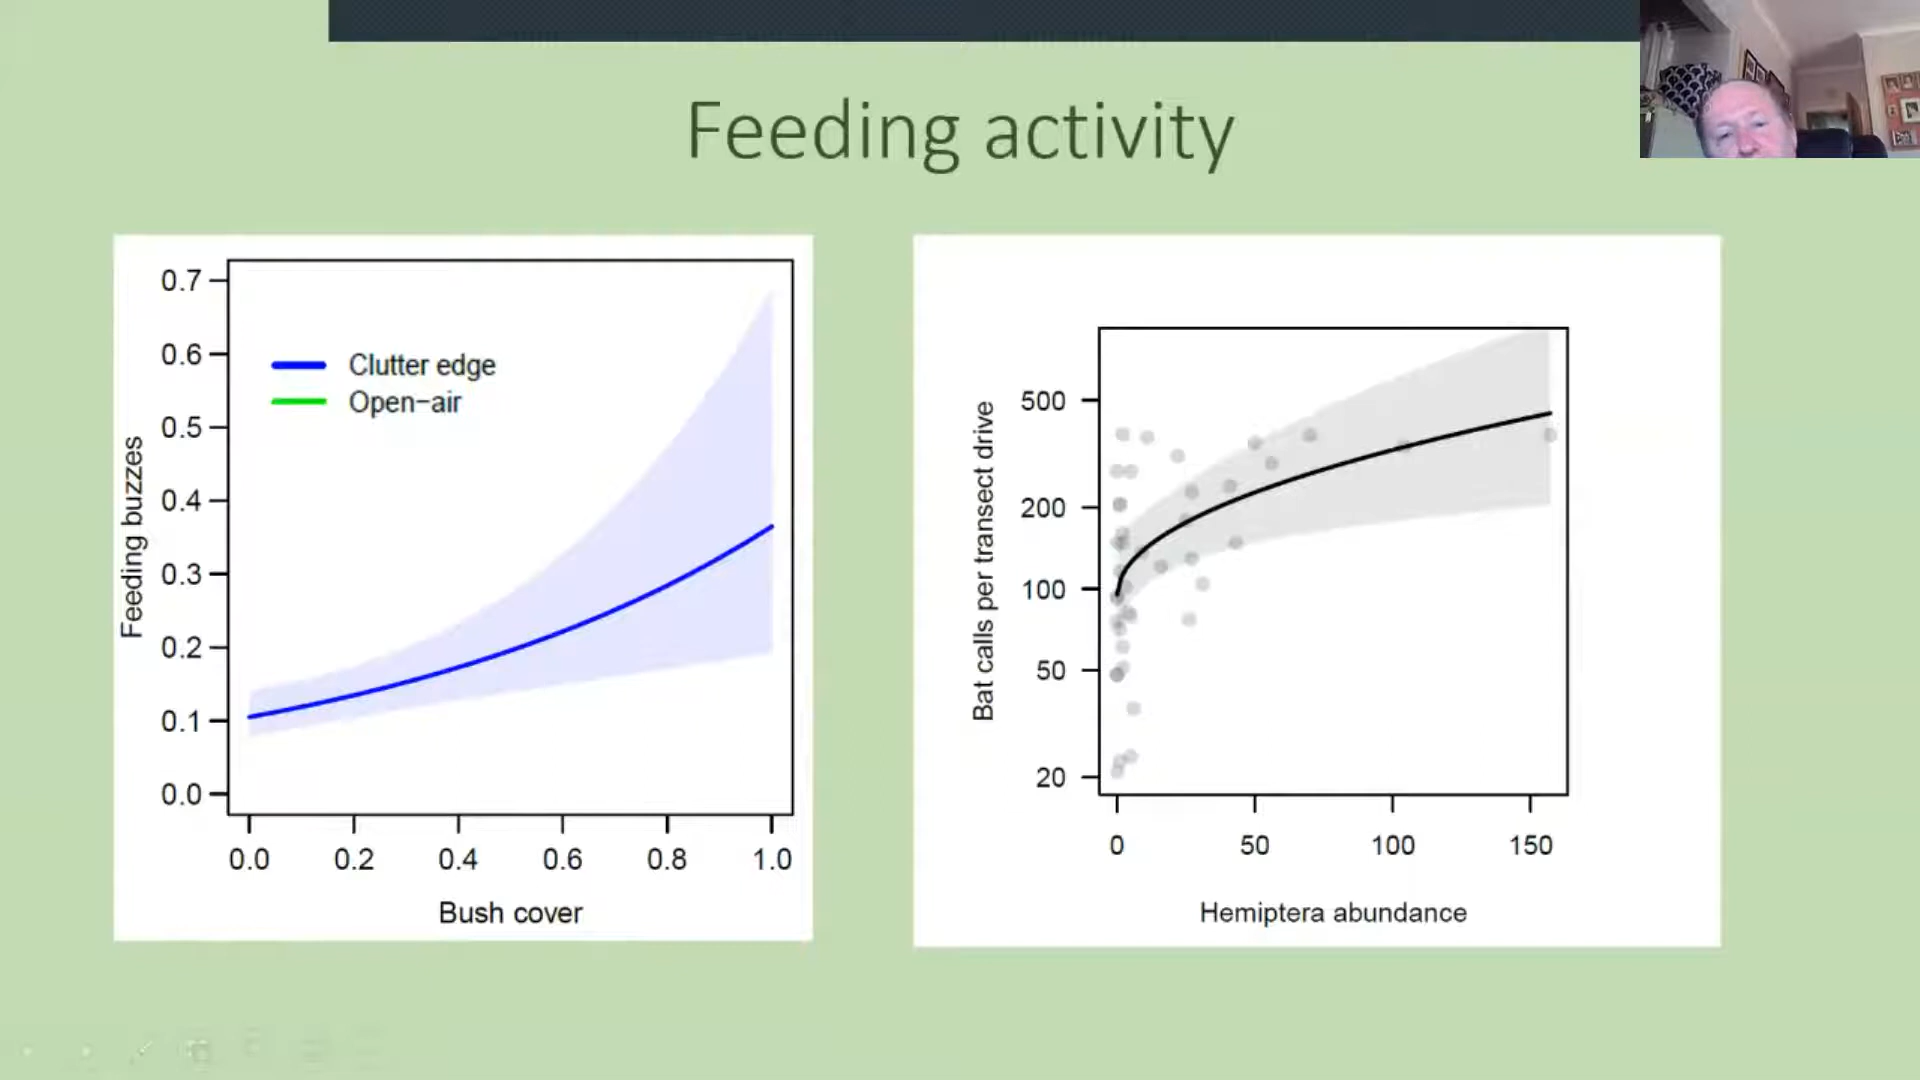 Feeding activity
0.7
0.6
0.5
0.4
0.3
0.2
0.1
0.0
Feeding buzzes
Clutter edge
Open-air
0.0 0.2 0.4 0.6 0.8 1.0
Bush cover
500
200
100
50
20
Bat calls per transect drive
0 50 100 150
Hemiptera abundance